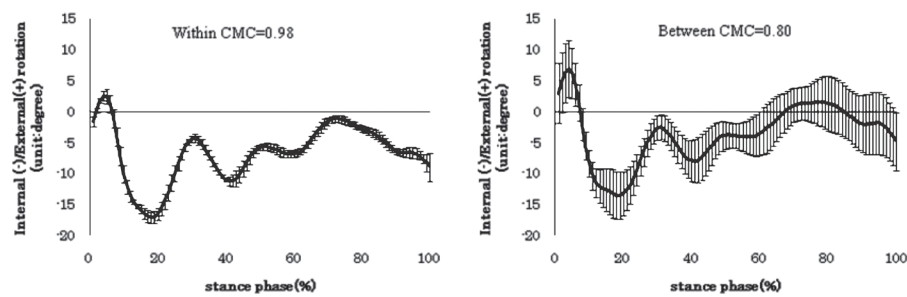 Internal (-)/External(+) rotation
(unit:degree)
15
10
5
0
-5
-10
-15
-20
Within CMC=0.98
0 20 40 60 80 100
stance phase(%)
Internal (-)/External(+) rotation
(unit:degree)
15
10
5
0
-5
-10
-15
-20
Between CMC=0.80
0 20 40 60 80 100
stance phase(%)